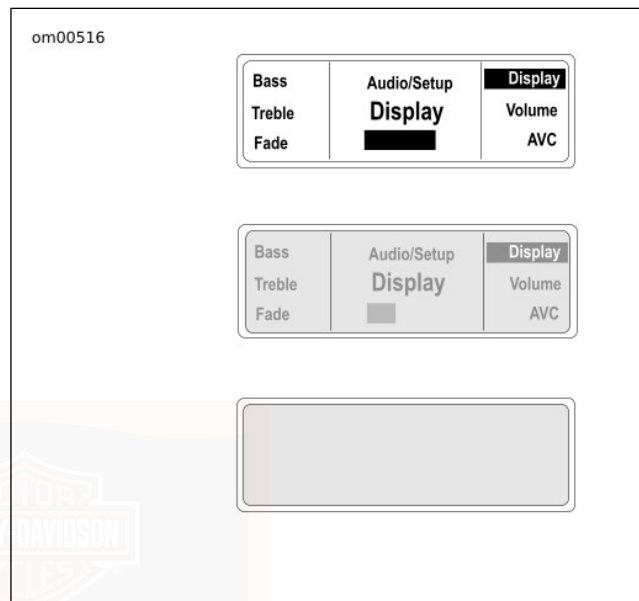 om00516
Bass Audio/Setup Display
Treble Display Volume
Fade AVC
Bass Audio/Setup Display
Treble Display Volume
Fade AVC
-DAVIDSON